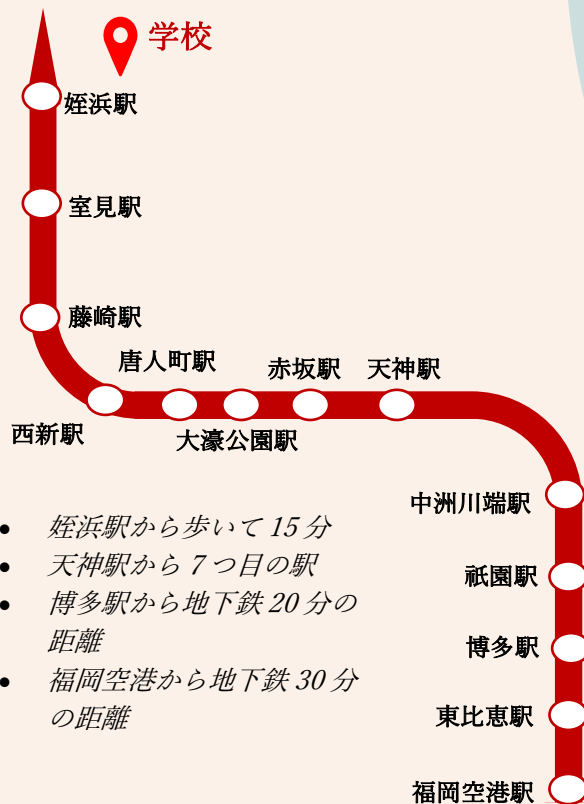 学校
姪浜駅
室見駅
藤崎駅
唐人町駅
赤坂駅
天神駅
西新駅
大濠公園駅
中洲川端駅
祇園駅
博多駅
東比恵駅
福岡空港駅
• 姪浜駅から歩いて 15 分
• 天神駅から 7 つ目の駅
• 博多駅から地下鉄 20 分の
距離
• 福岡空港から地下鉄 30 分
の距離